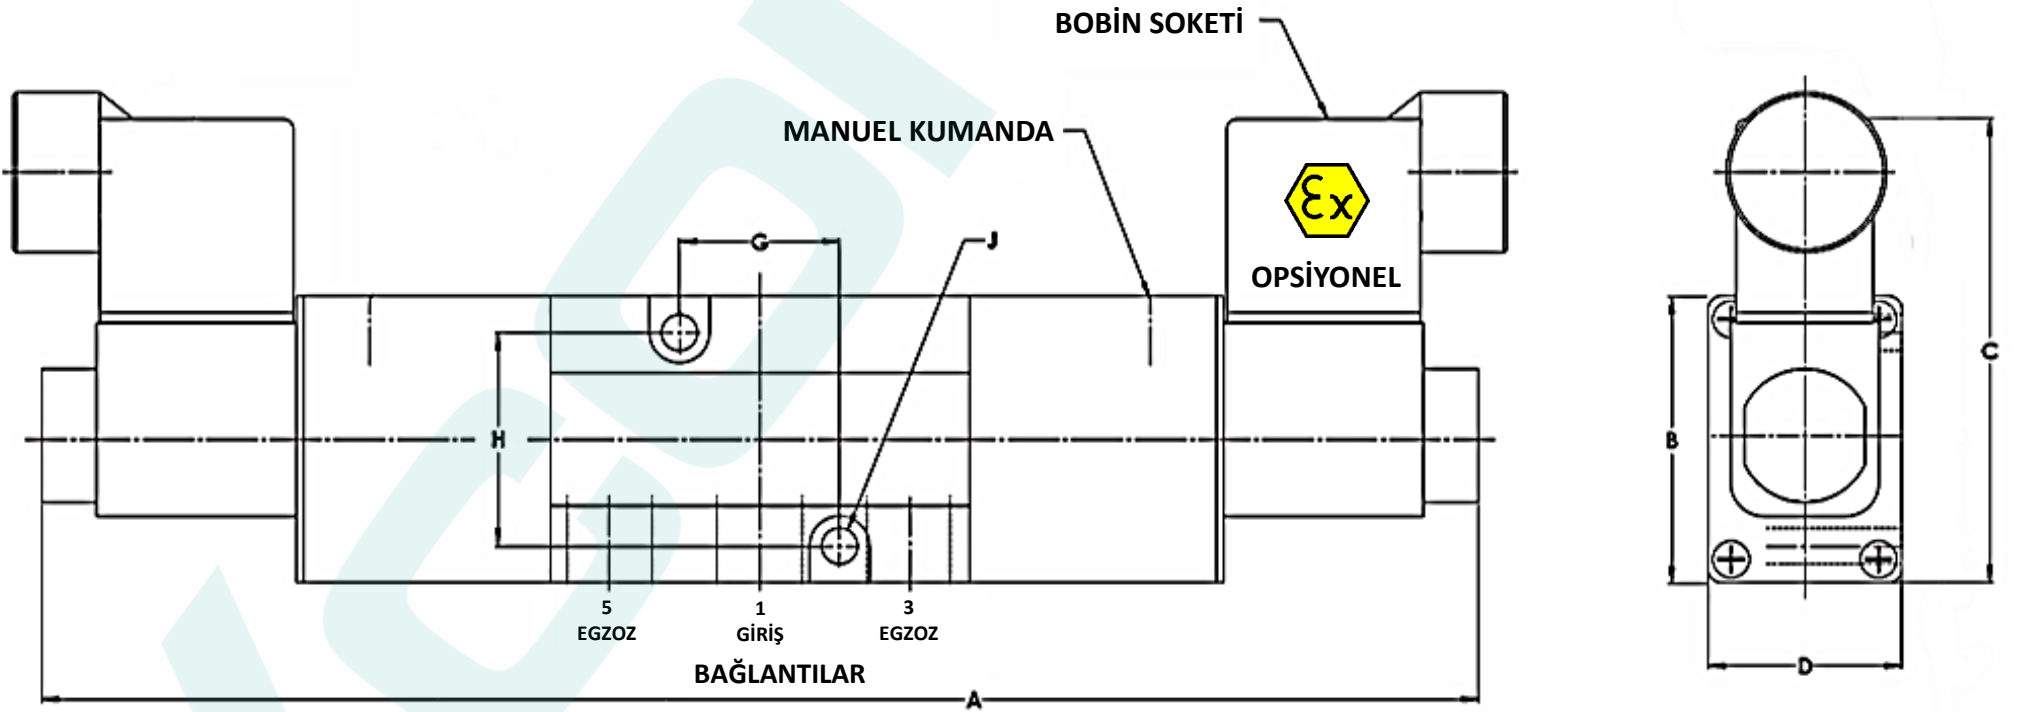 BOBİN SOKETİ
MANUEL KUMANDA
Ex
OPSİYONEL
G
J
H
B
C
D
5
EGZOZ
1
GİRİŞ
3
EGZOZ
BAĞLANTILAR
A